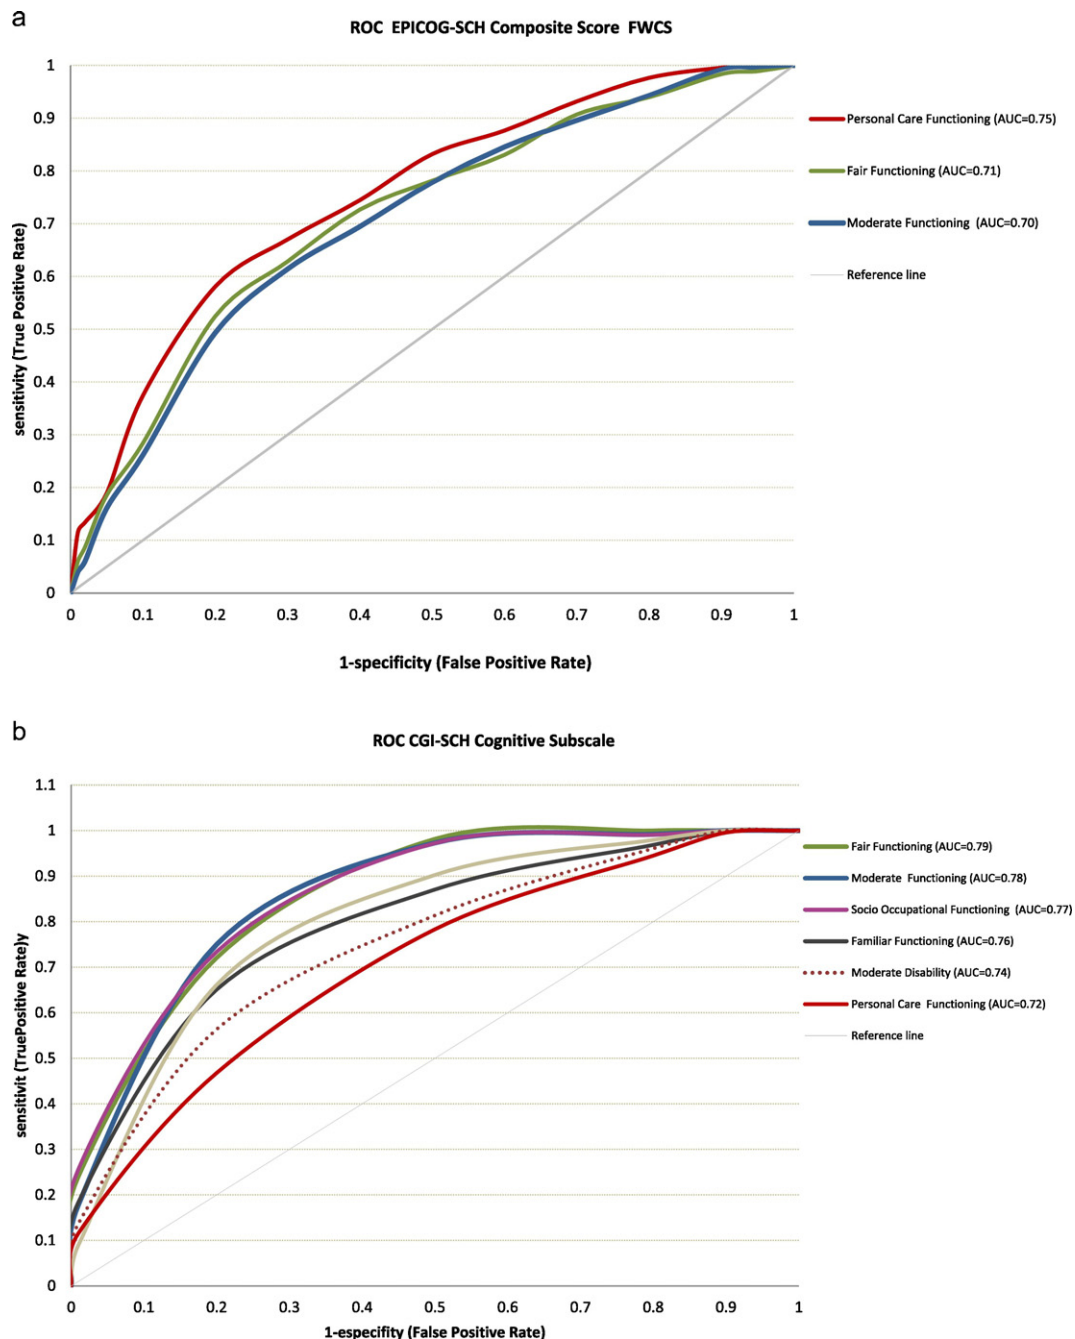 a
ROC EPICOG-SCH Composite Score FWCS
1
0.9
0.8
0.7
0.6
0.5
0.4
0.3
0.2
0.1
0
sensitivity (True Positive Rate)
0 0.1 0.2 0.3 0.4 0.5 0.6 0.7 0.8 0.9 1
1-specificity (False Positive Rate)
Personal Care Functioning (AUC=0.75)
Fair Functioning (AUC=0.71)
Moderate Functioning (AUC=0.70)
Reference line
b
ROC CGI-SCH Cognitive Subscale
1.1
1
0.9
0.8
0.7
0.6
0.5
0.4
0.3
0.2
0.1
0
sensitivit (TruePositive Rate)y
0 0.1 0.2 0.3 0.4 0.5 0.6 0.7 0.8 0.9 1
1-especifity (False Positive Rate)
Fair Functioning (AUC=0.79)
Moderate Functioning (AUC=0.78)
Socio Occupational Functioning (AUC=0.77)
Familiar Functioning (AUC=0.76)
Moderate Disability (AUC=0.74)
Personal Care Functioning (AUC=0.72)
Reference line